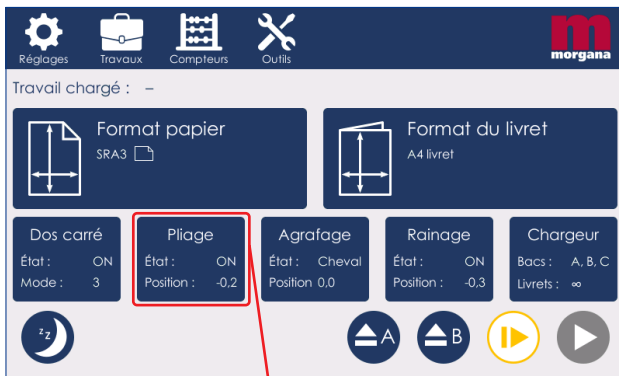 Réglages Travaux Compteurs Outils morgana
Travail chargé : –
Format papier
SRA3
Format du livret
A4 livret
Dos carré
État : ON
Mode : 3
Pliage
État : ON
Position : -0,2
Agrafage
État : Cheval
Position 0,0
Rainage
État : ON
Position : -0,3
Chargeur
Bacs : A, B, C
Livrets : ∞
z z
A
B